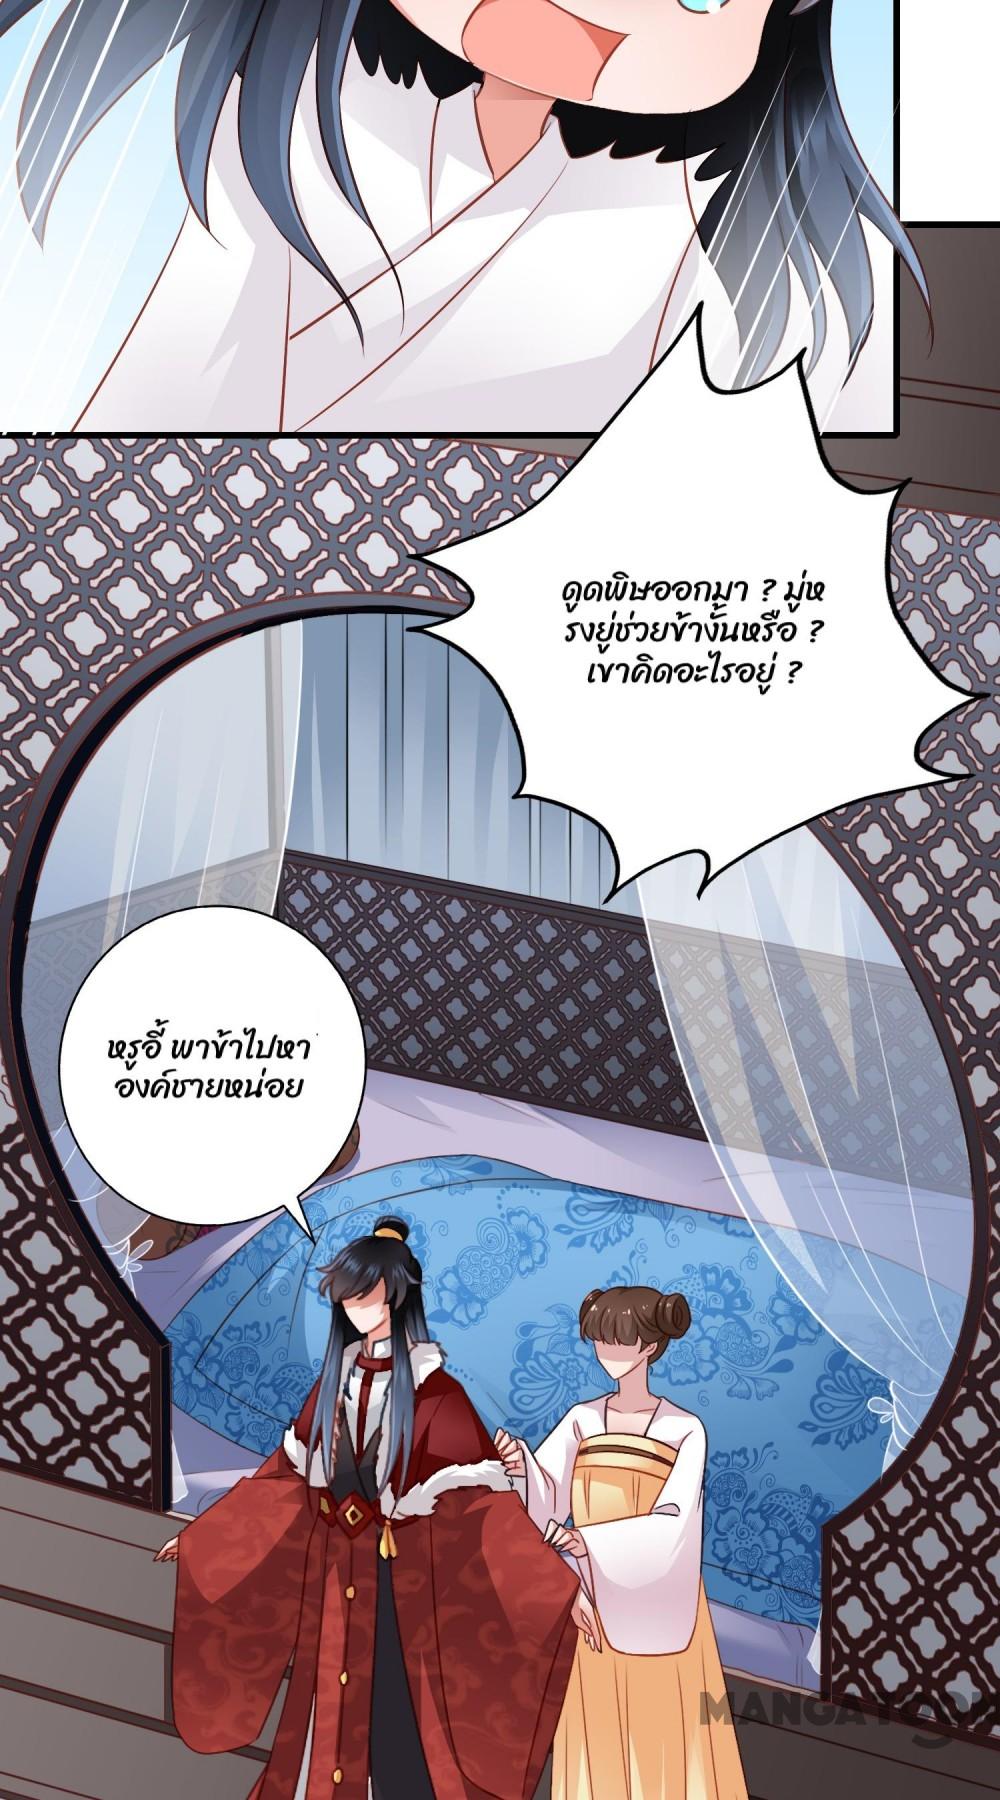 ดูดพิษออกมา ? มู่ห
รงยู่ช่วยข้างั้นหรือ ?
เขาคิดอะไรอยู่ ?
หรูอี้ พาข้าไปหา
องค์ชายหน่อย
MANGATOON